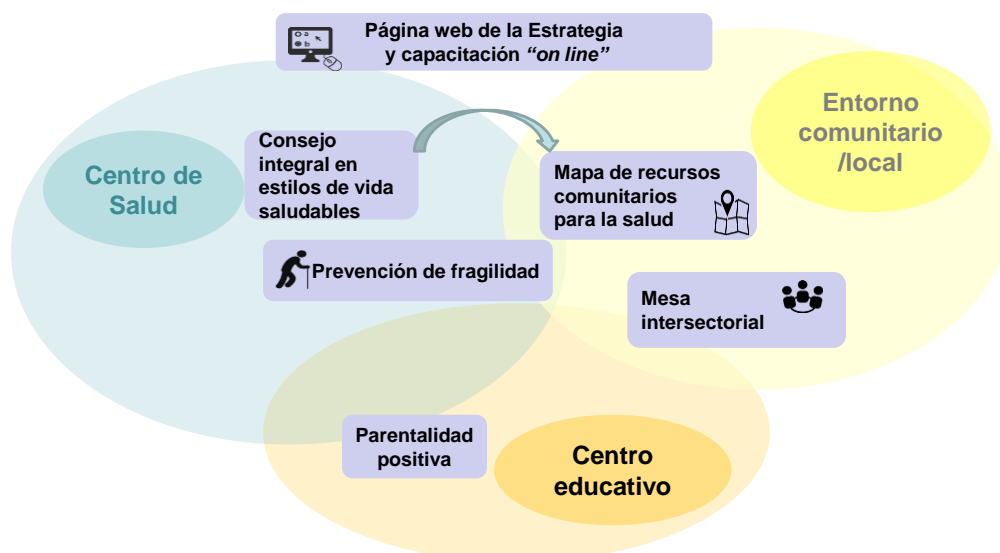 Página web de la Estrategia
y capacitación “on line”
Entorno
comunitario
/local
Consejo
integral en
estilos de vida
saludables
Centro de
Salud
Mapa de recursos
comunitarios
para la salud
Prevención de fragilidad
Mesa
intersectorial
Parentalidad
positiva
Centro
educativo